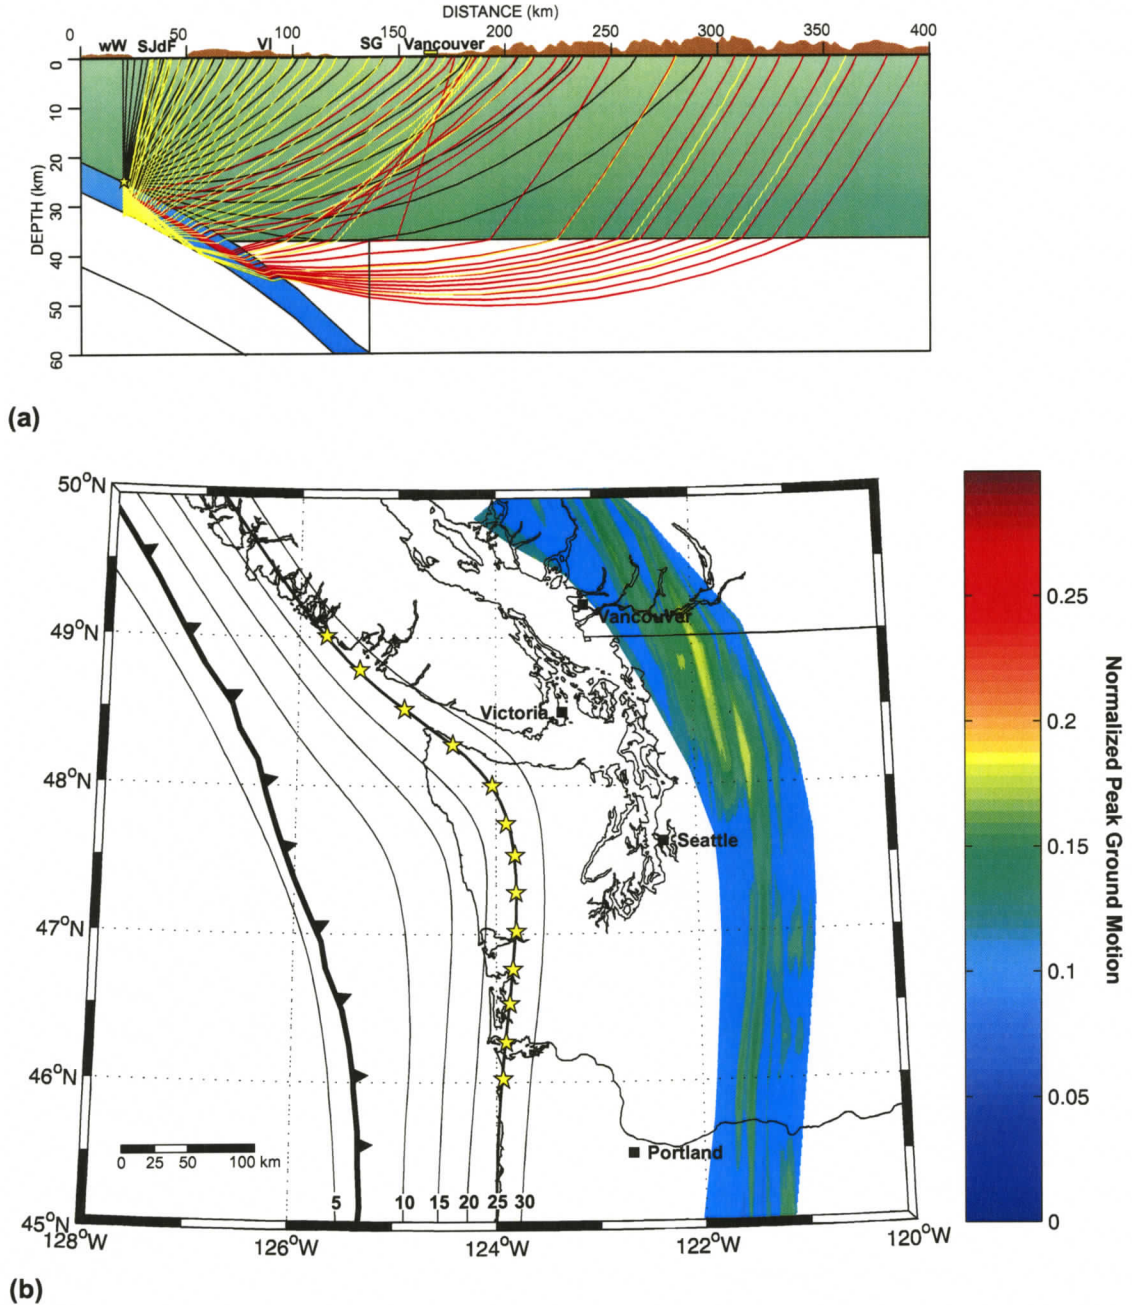 DISTANCE (km)
0 50 100 150 200 250 300 350 400
wW SJdF VI SG Vancouver
DEPTH (km)
0
10
20
30
40
50
60
(a)
50°N
49°N
48°N
47°N
46°N
45°N
Vancouver
Victoria
Seattle
Portland
0 25 50 100 km
5 10 15 20 25 30
128°W 126°W 124°W 122°W 120°W
0.25
0.2
0.15
0.1
0.05
0
Normalized Peak Ground Motion
(b)